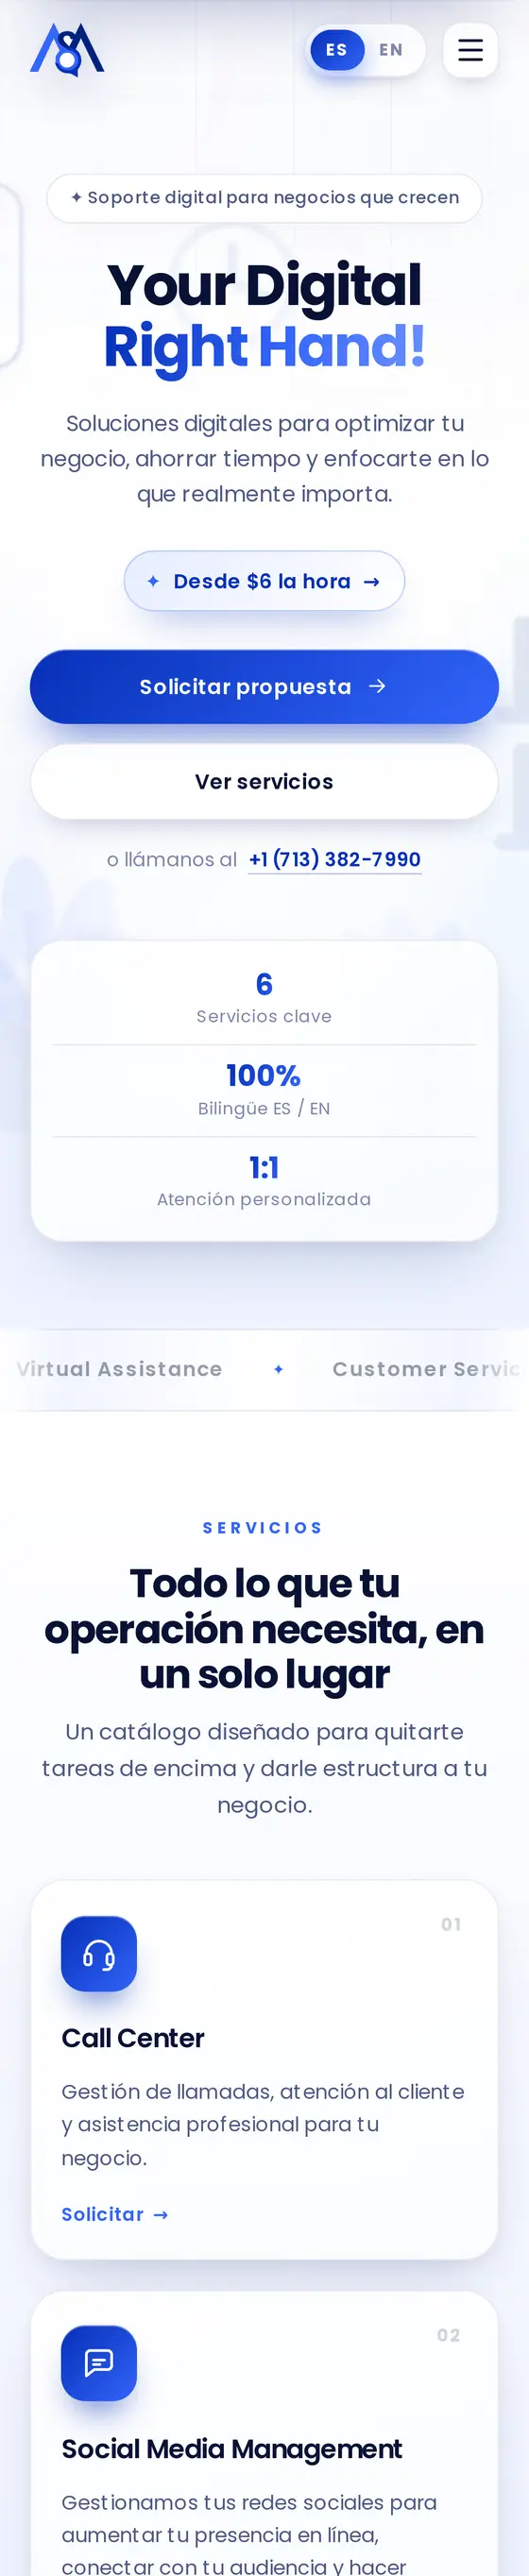 ES EN
✦ Soporte digital para negocios que crecen
Your Digital
Right Hand!
Soluciones digitales para optimizar tu
negocio, ahorrar tiempo y enfocarte en lo
que realmente importa.
✦ Desde $6 la hora →
Solicitar propuesta →
Ver servicios
o llámanos al +1 (713) 382-7990
6
Servicios clave
100%
Bilingüe ES / EN
1:1
Atención personalizada
Virtual Assistance ✦ Customer Servic
SERVICIOS
Todo lo que tu
operación necesita, en
un solo lugar
Un catálogo diseñado para quitarte
tareas de encima y darle estructura a tu
negocio.
01
Call Center
Gestión de llamadas, atención al cliente
y asistencia profesional para tu
negocio.
Solicitar →
02
Social Media Management
Gestionamos tus redes sociales para
aumentar tu presencia en línea,
conectar con tu audiencia y hacer